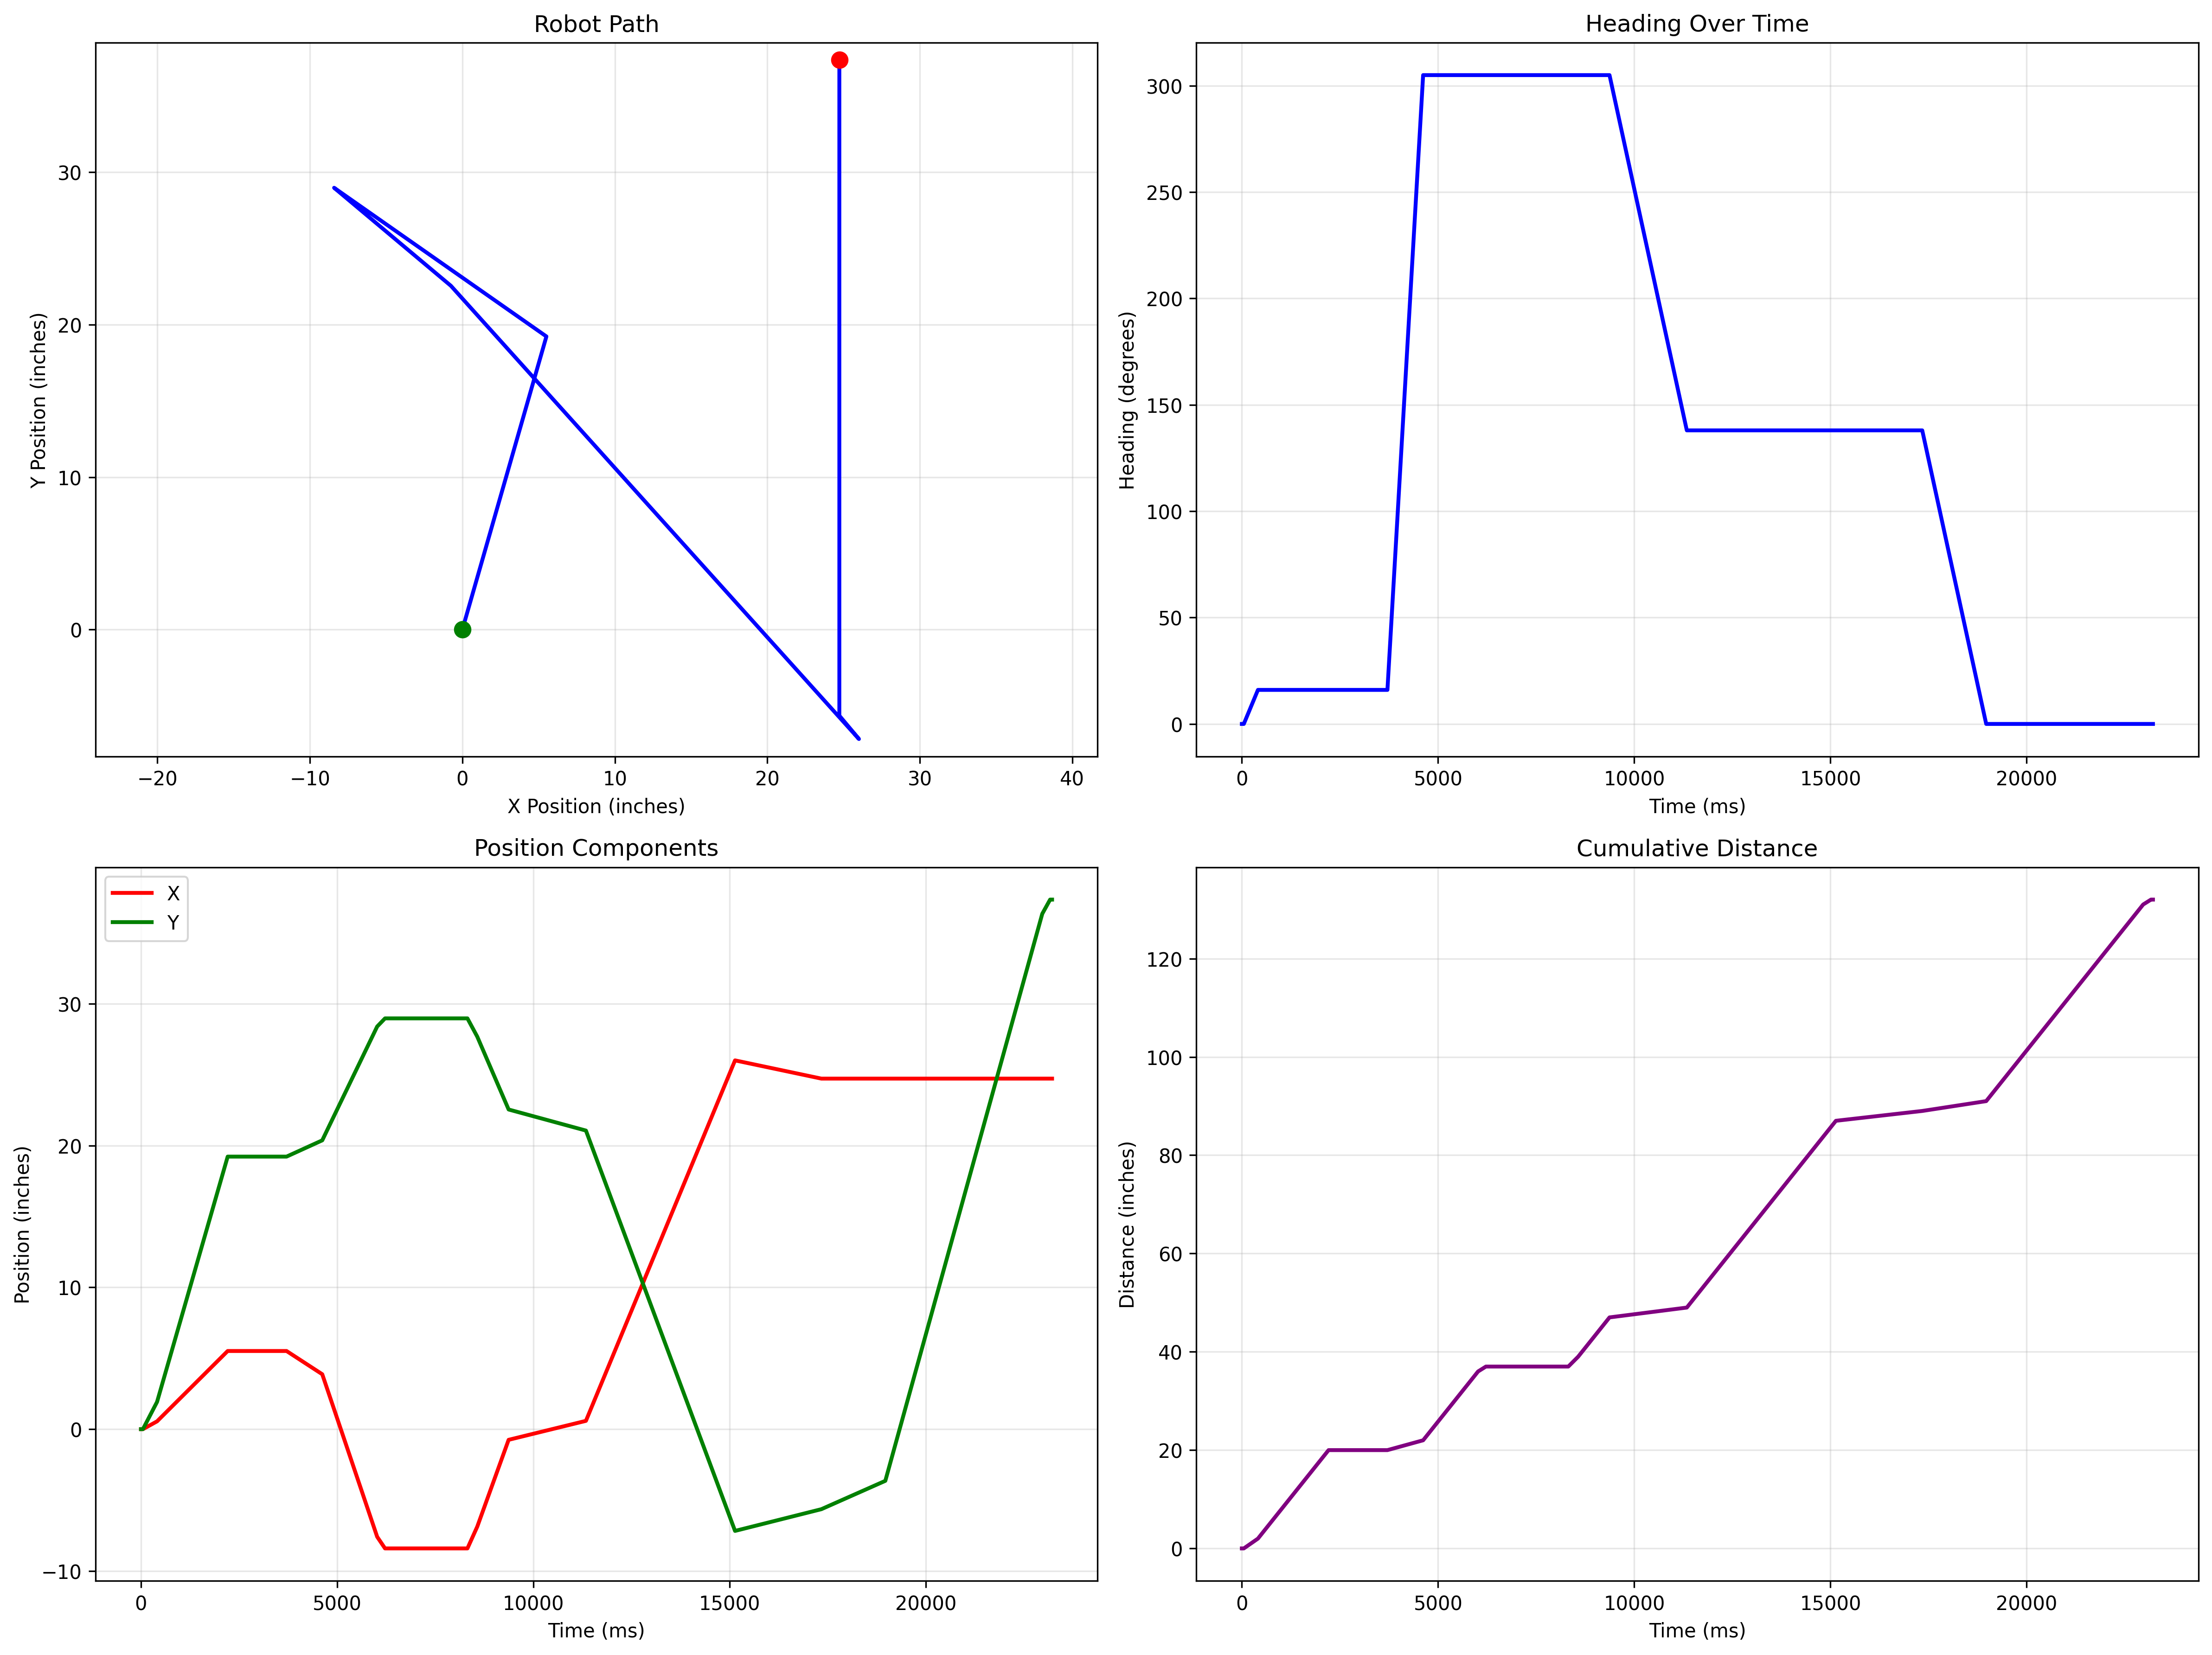 Robot Path
30
20
10
0
Y Position (inches)
−20 −10 0 10 20 30 40
X Position (inches)
Heading Over Time
300
250
200
150
100
50
0
Heading (degrees)
0 5000 10000 15000 20000
Time (ms)
Position Components
X
Y
30
20
10
0
−10
Position (inches)
0 5000 10000 15000 20000
Time (ms)
Cumulative Distance
120
100
80
60
40
20
0
Distance (inches)
0 5000 10000 15000 20000
Time (ms)